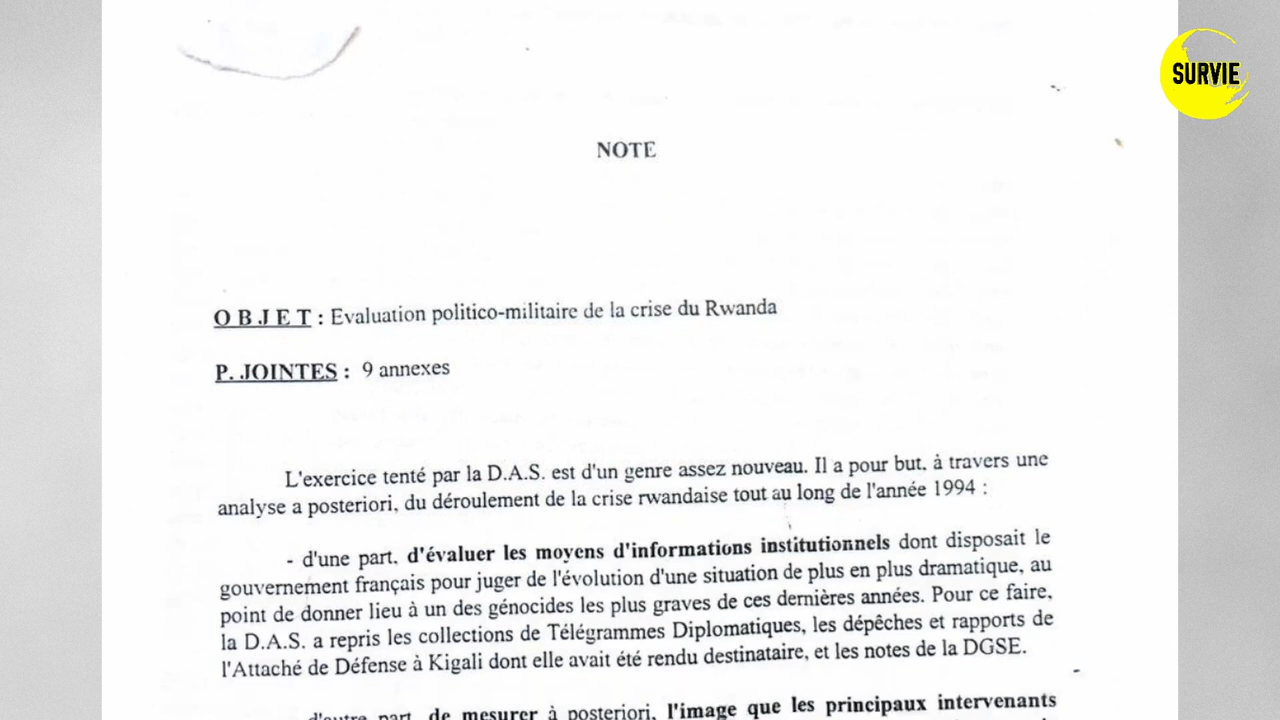 SURVIE
NOTE
O B J E T : Evaluation politico-militaire de la crise du Rwanda
P. JOINTES : 9 annexes
L'exercice tenté par la D.A.S. est d'un genre assez nouveau. Il a pour but, à travers une
analyse a posteriori, du déroulement de la crise rwandaise tout au long de l'année 1994 :
- d'une part, d'évaluer les moyens d'informations institutionnels dont disposait le
gouvernement français pour juger de l'évolution d'une situation de plus en plus dramatique, au
point de donner lieu à un des génocides les plus graves de ces dernières années. Pour ce faire,
la D.A.S. a repris les collections de Télégrammes Diplomatiques, les dépêches et rapports de
l'Attaché de Défense à Kigali dont elle avait été rendu destinataire, et les notes de la DGSE.
d'autre part, de mesurer à posteriori, l'image que les principaux intervenants